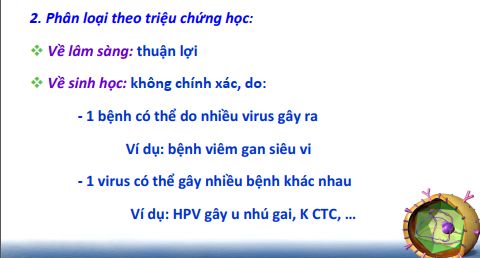 2. Phân loại theo triệu chứng học:
❖ Về lâm sàng: thuận lợi
❖ Về sinh học: không chính xác, do:
- 1 bệnh có thể do nhiều virus gây ra
Ví dụ: bệnh viêm gan siêu vi
- 1 virus có thể gây nhiều bệnh khác nhau
Ví dụ: HPV gây u nhú gai, K CTC, ...